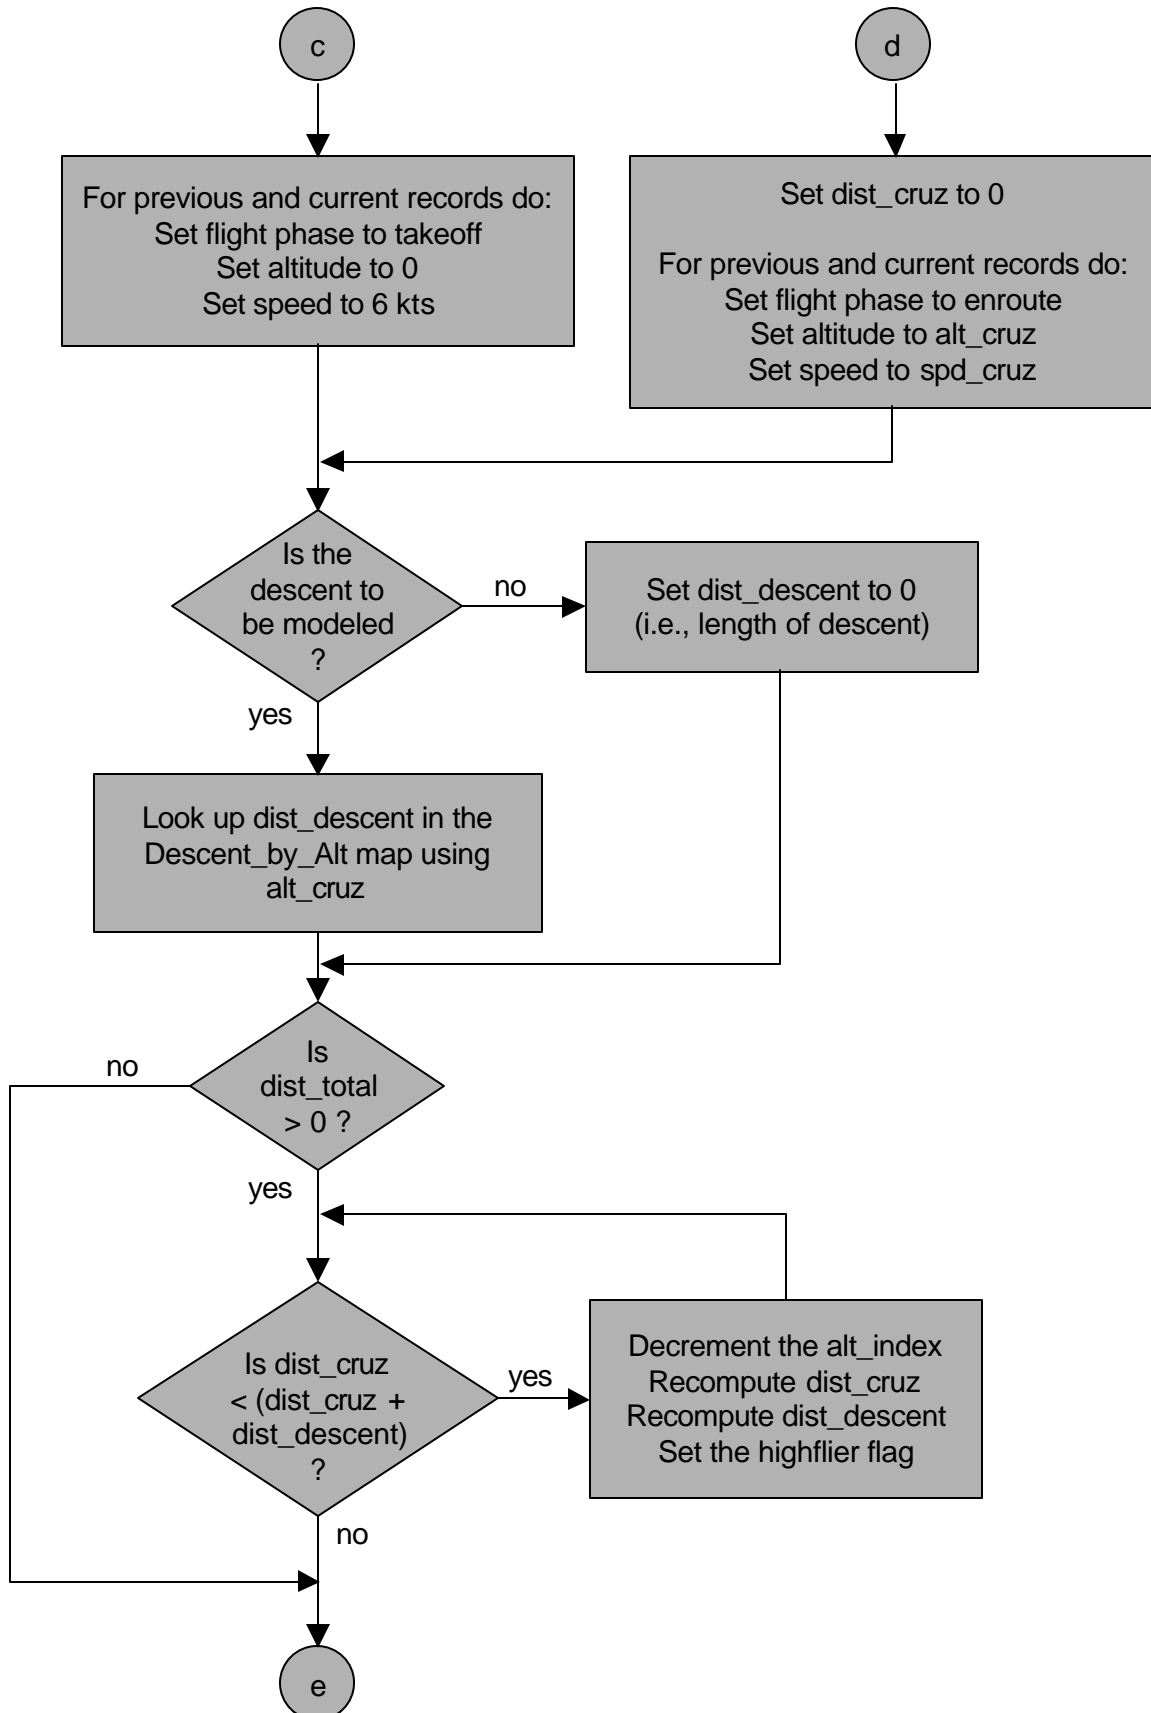 c
d
For previous and current records do:
Set flight phase to takeoff
Set altitude to 0
Set speed to 6 kts
Set dist_cruz to 0
For previous and current records do:
Set flight phase to enroute
Set altitude to alt_cruz
Set speed to spd_cruz
Is the
descent to
be modeled
?
no
Set dist_descent to 0
(i.e., length of descent)
yes
Look up dist_descent in the
Descent_by_Alt map using
alt_cruz
Is
dist_total
> 0 ?
no
yes
Is dist_cruz
< (dist_cruz +
dist_descent)
?
yes
Decrement the alt_index
Recompute dist_cruz
Recompute dist_descent
Set the highflier flag
no
e